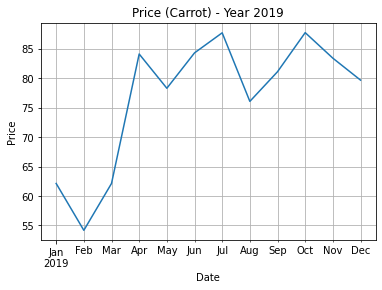 Price (Carrot) - Year 2019
85
80
75
70
65
60
55
Price
Jan Feb Mar Apr May Jun Jul Aug Sep Oct Nov Dec
2019
Date